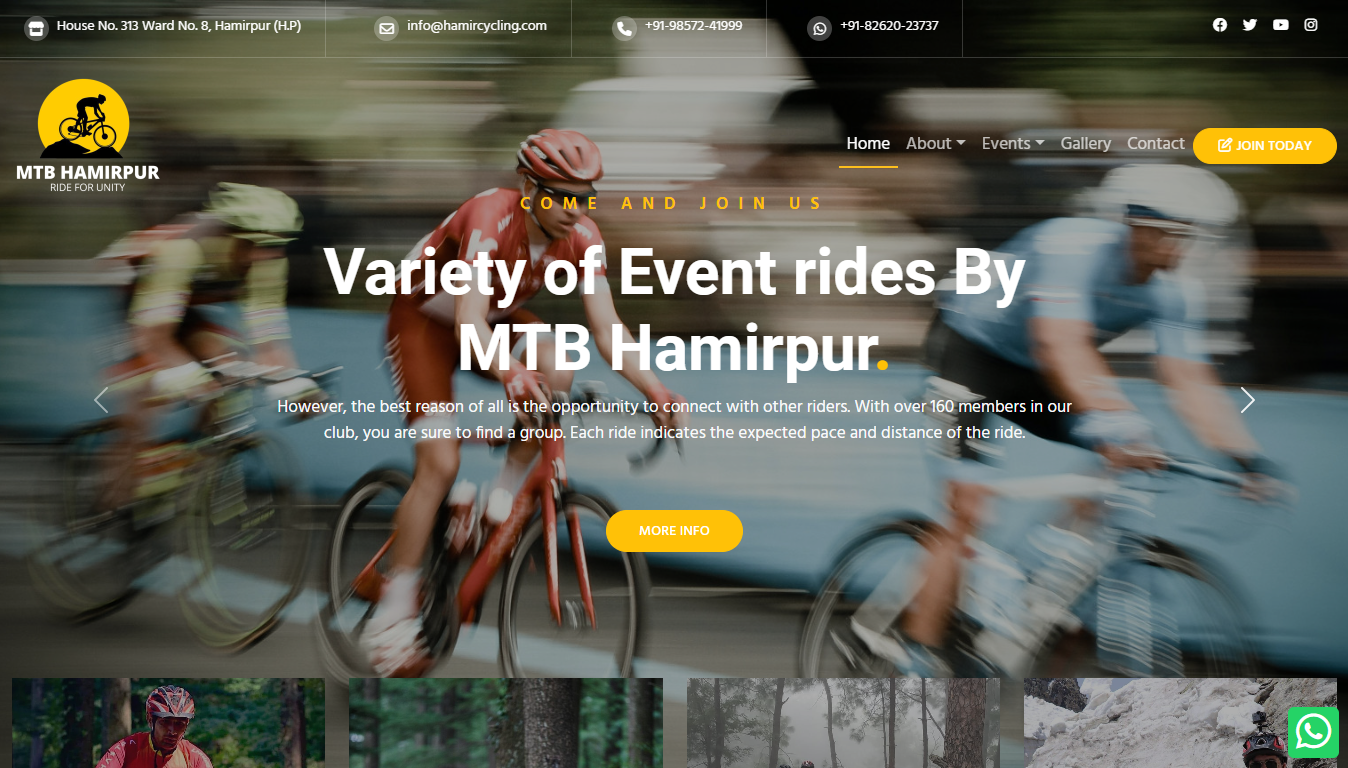 House No. 313 Ward No. 8, Hamirpur (H.P)
info@hamircycling.com
+91-98572-41999
+91-82620-23737
MTB HAMIRPUR
RIDE FOR UNITY
Home
About
Events
Gallery
Contact
JOIN TODAY
COME AND JOIN US
Variety of Event rides By
MTB Hamirpur.
However, the best reason of all is the opportunity to connect with other riders. With over 160 members in our
club, you are sure to find a group. Each ride indicates the expected pace and distance of the ride.
MORE INFO